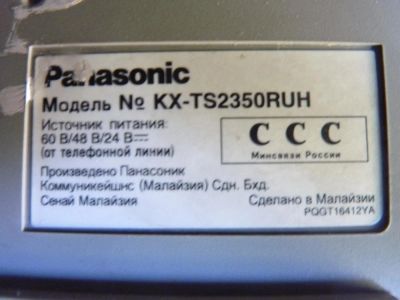 Panasonic
Модель № KX-TS2350RUH
Источник питания:
60 В/48 В/24 В⎓
(от телефонной линии)
ССС
Минсвязи России
Произведено Панасоник
Коммуникейшнс (Малайзия) Сдн. Бхд.
Сенай Малайзия
Сделано в Малайзии
PQGT16412YA